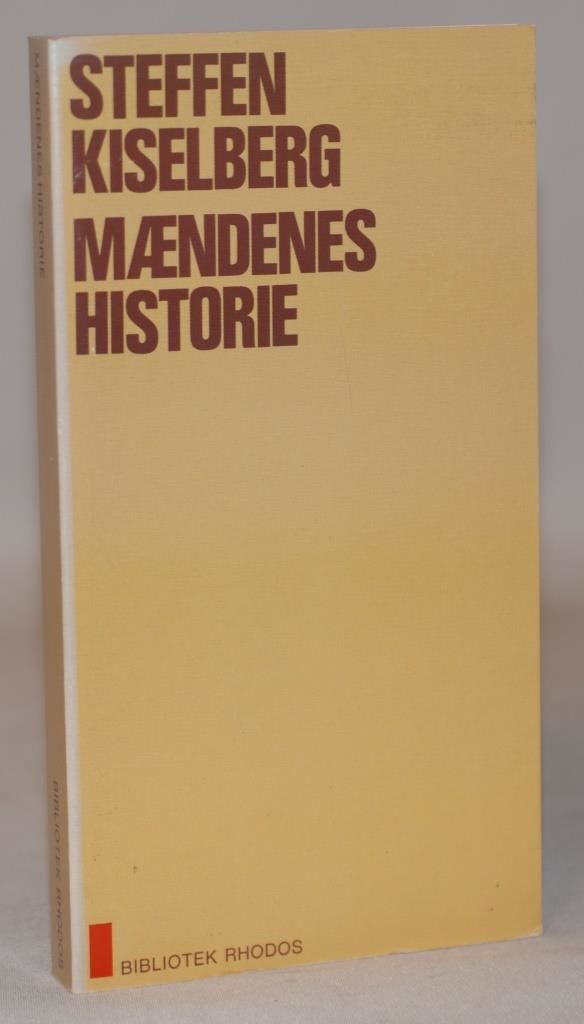 STEFFEN
KISELBERG
MÆNDENES
HISTORIE
BIBLIOTEK RHODOS
MÆNDENES HISTORIE
BIBLIOTEK RHODOS